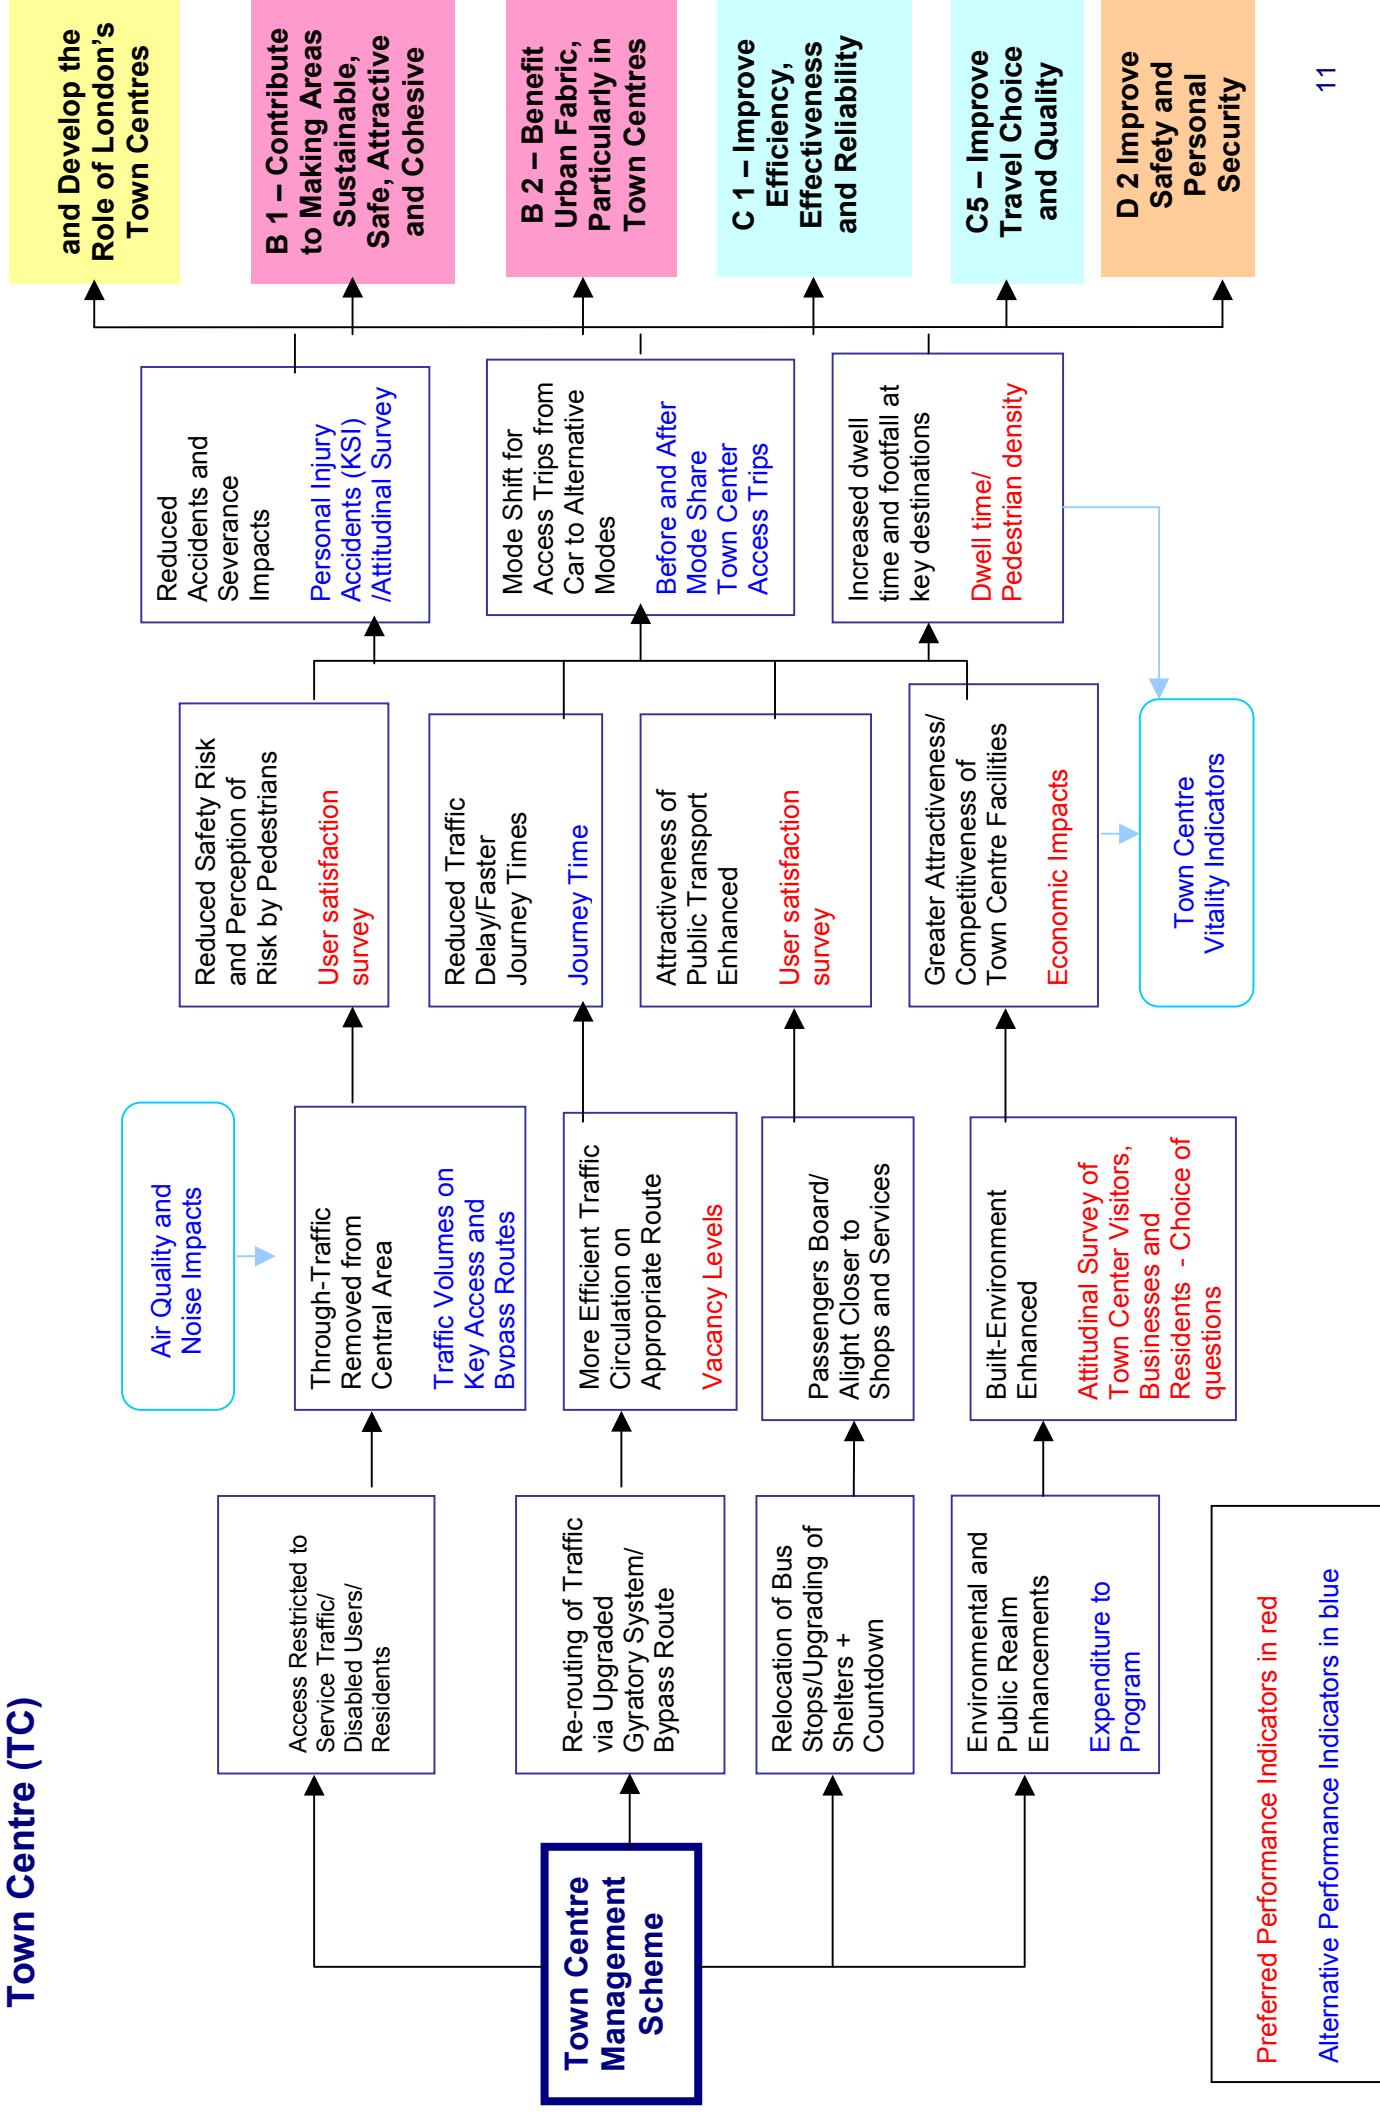 Town Centre (TC)
Town Centre
Management
Scheme
Access Restricted to
Service Traffic/
Disabled Users/
Residents
Re-routing of Traffic
via Upgraded
Gyratory System/
Bypass Route
Relocation of Bus
Stops/Upgrading of
Shelters +
Countdown
Environmental and
Public Realm
Enhancements
Expenditure to
Program
Air Quality and
Noise Impacts
Through-Traffic
Removed from
Central Area
Traffic Volumes on
Key Access and
Bypass Routes
More Efficient Traffic
Circulation on
Appropriate Route
Vacancy Levels
Passengers Board/
Alight Closer to
Shops and Services
Built-Environment
Enhanced
Attitudinal Survey of
Town Center Visitors,
Businesses and
Residents - Choice of
questions
Reduced Safety Risk
and Perception of
Risk by Pedestrians
User satisfaction
survey
Reduced Traffic
Delay/Faster
Journey Times
Journey Time
Attractiveness of
Public Transport
Enhanced
User satisfaction
survey
Greater Attractiveness/
Competitiveness of
Town Centre Facilities
Economic Impacts
Town Centre
Vitality Indicators
Reduced
Accidents and
Severance
Impacts
Personal Injury
Accidents (KSI)
/Attitudinal Survey
Mode Shift for
Access Trips from
Car to Alternative
Modes
Before and After
Mode Share
Town Center
Access Trips
Increased dwell
time and footfall at
key destinations
Dwell time/
Pedestrian density
and Develop the
Role of London's
Town Centres
B 1 – Contribute
to Making Areas
Sustainable,
Safe, Attractive
and Cohesive
B 2 – Benefit
Urban Fabric,
Particularly in
Town Centres
C 1 – Improve
Efficiency,
Effectiveness
and Reliability
C5 – Improve
Travel Choice
and Quality
D 2 Improve
Safety and
Personal
Security
Preferred Performance Indicators in red
Alternative Performance Indicators in blue
11